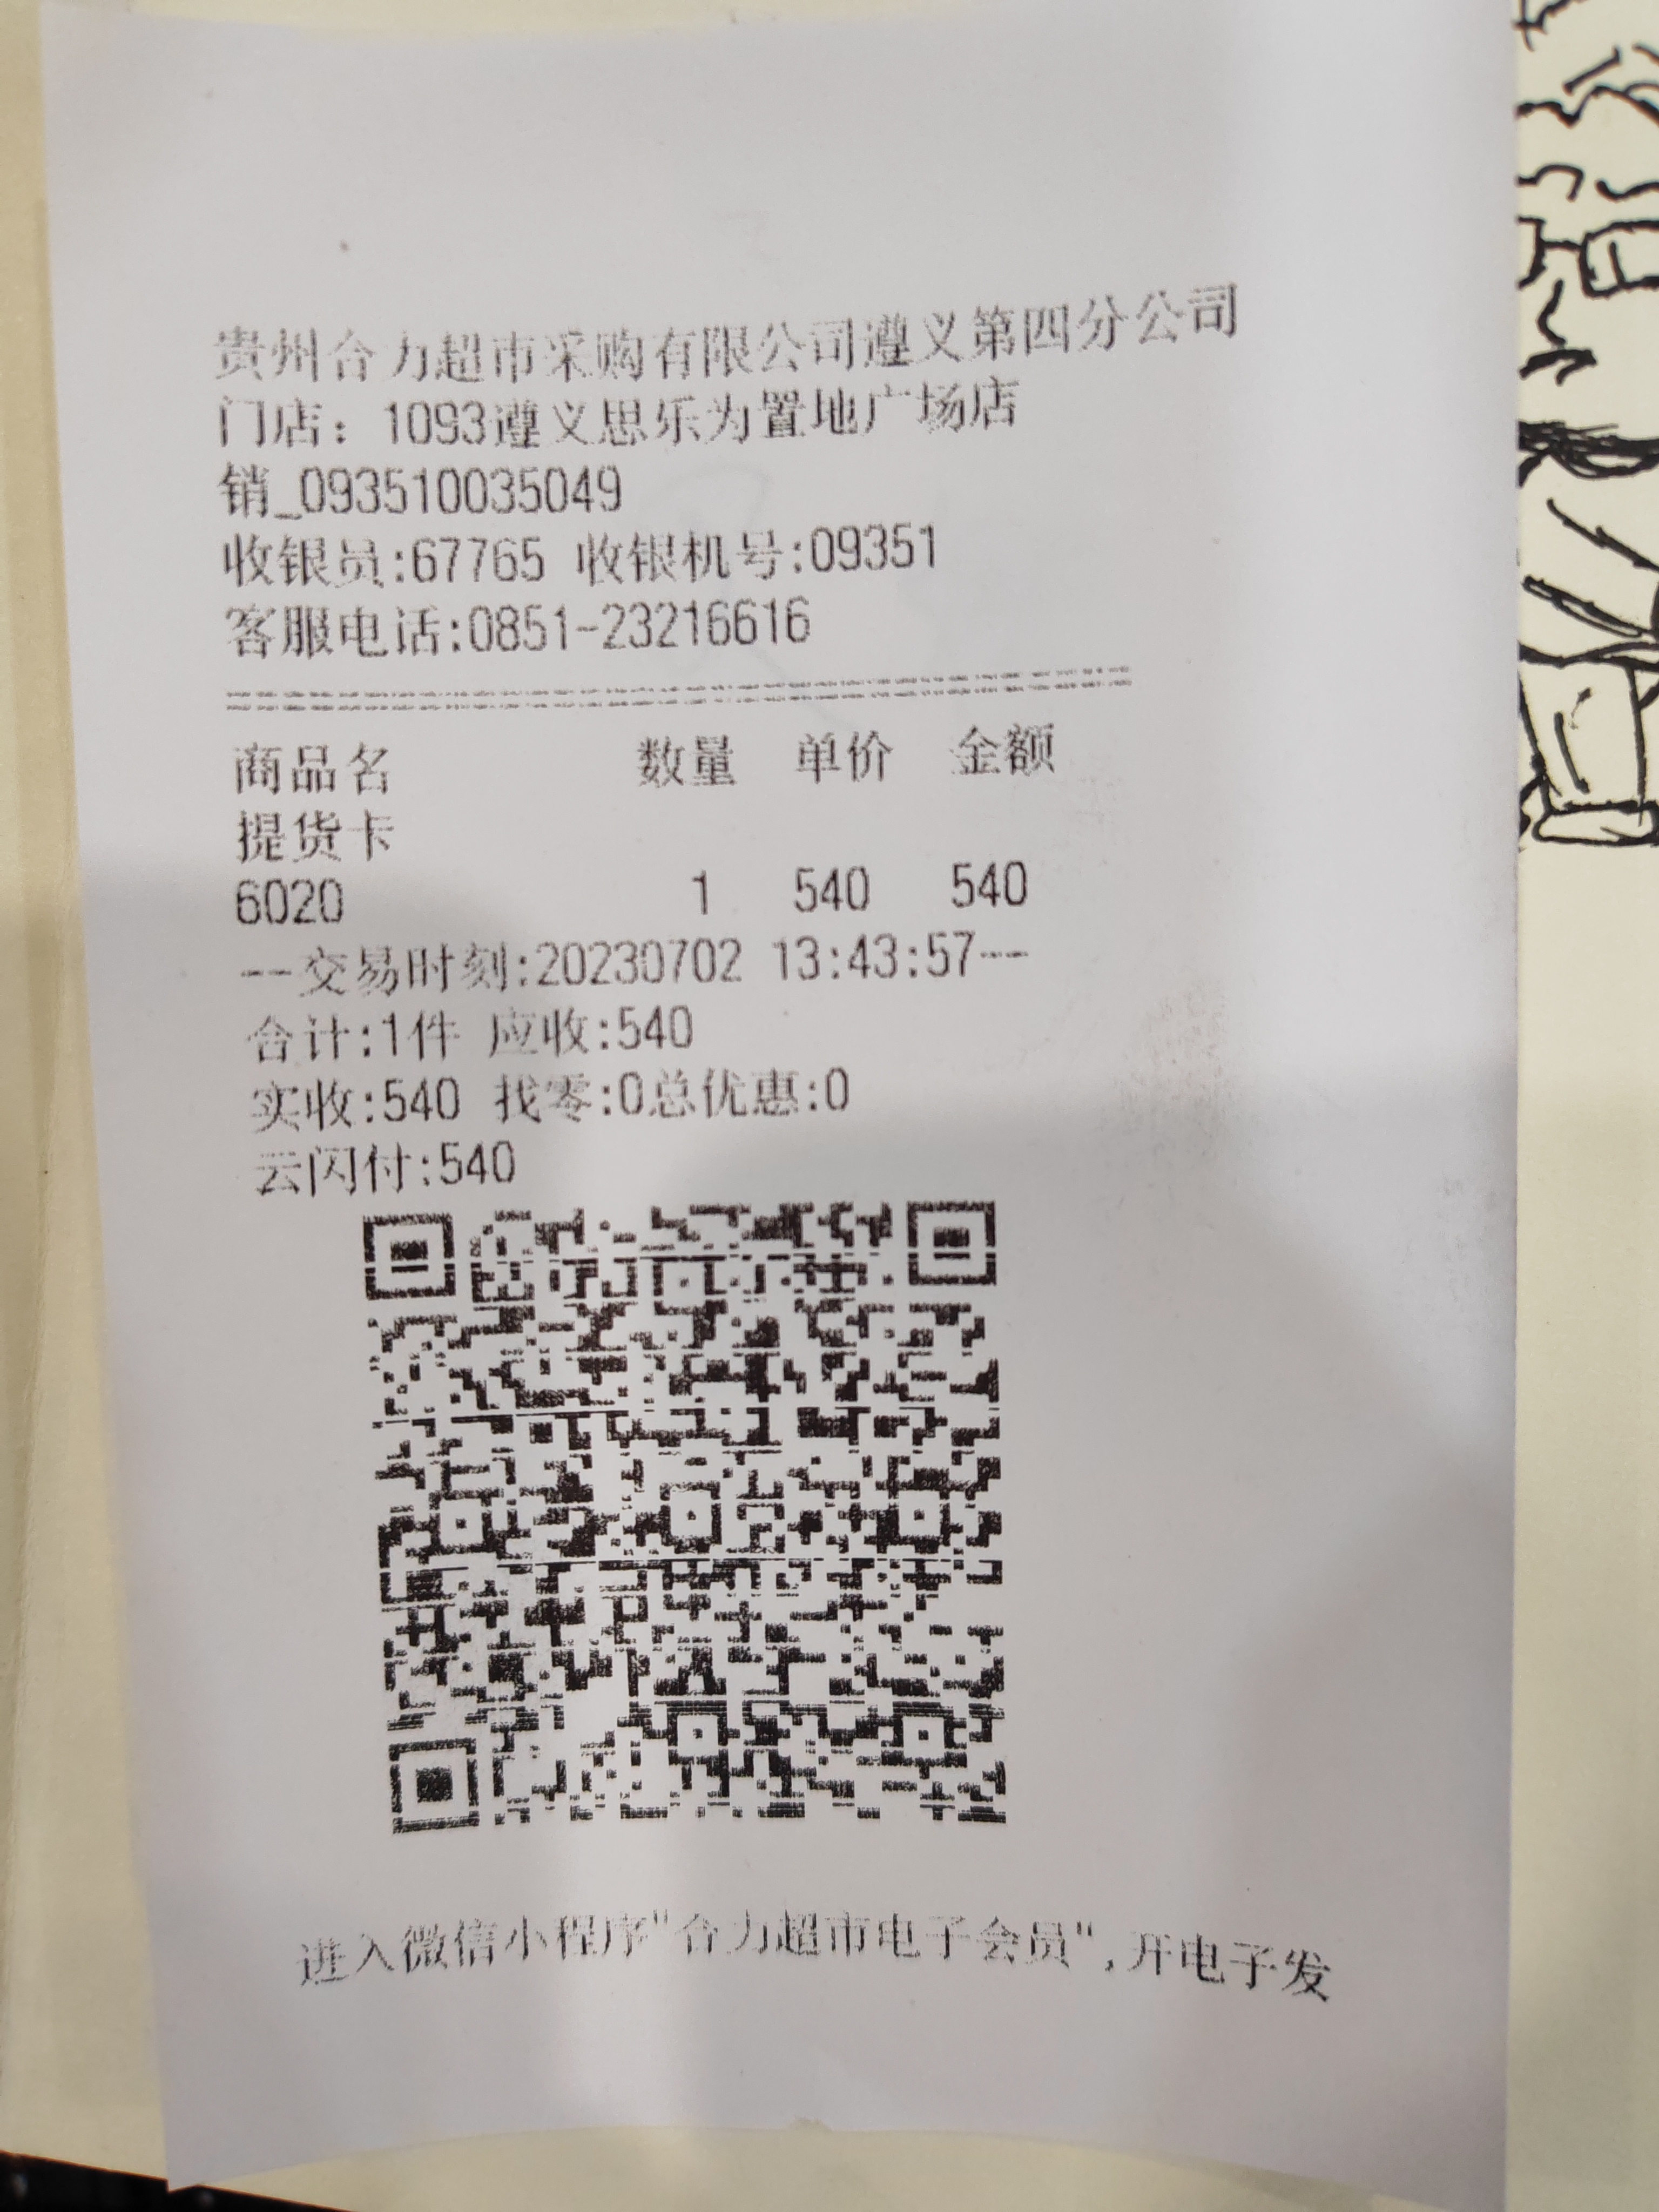 贵州合力超市采购有限公司遵义第四分公司
门店：1093遵义思乐为置地广场店
销_093510035049
收银员:67765 收银机号:09351
客服电话:0851-23216616
商品名 数量 单价 金额
提货卡
6020 1 540 540
--交易时刻:20230702 13:43:57--
合计:1件 应收:540
实收:540 找零:0总优惠:0
云闪付:540
进入微信小程序"合力超市电子会员",开电子发